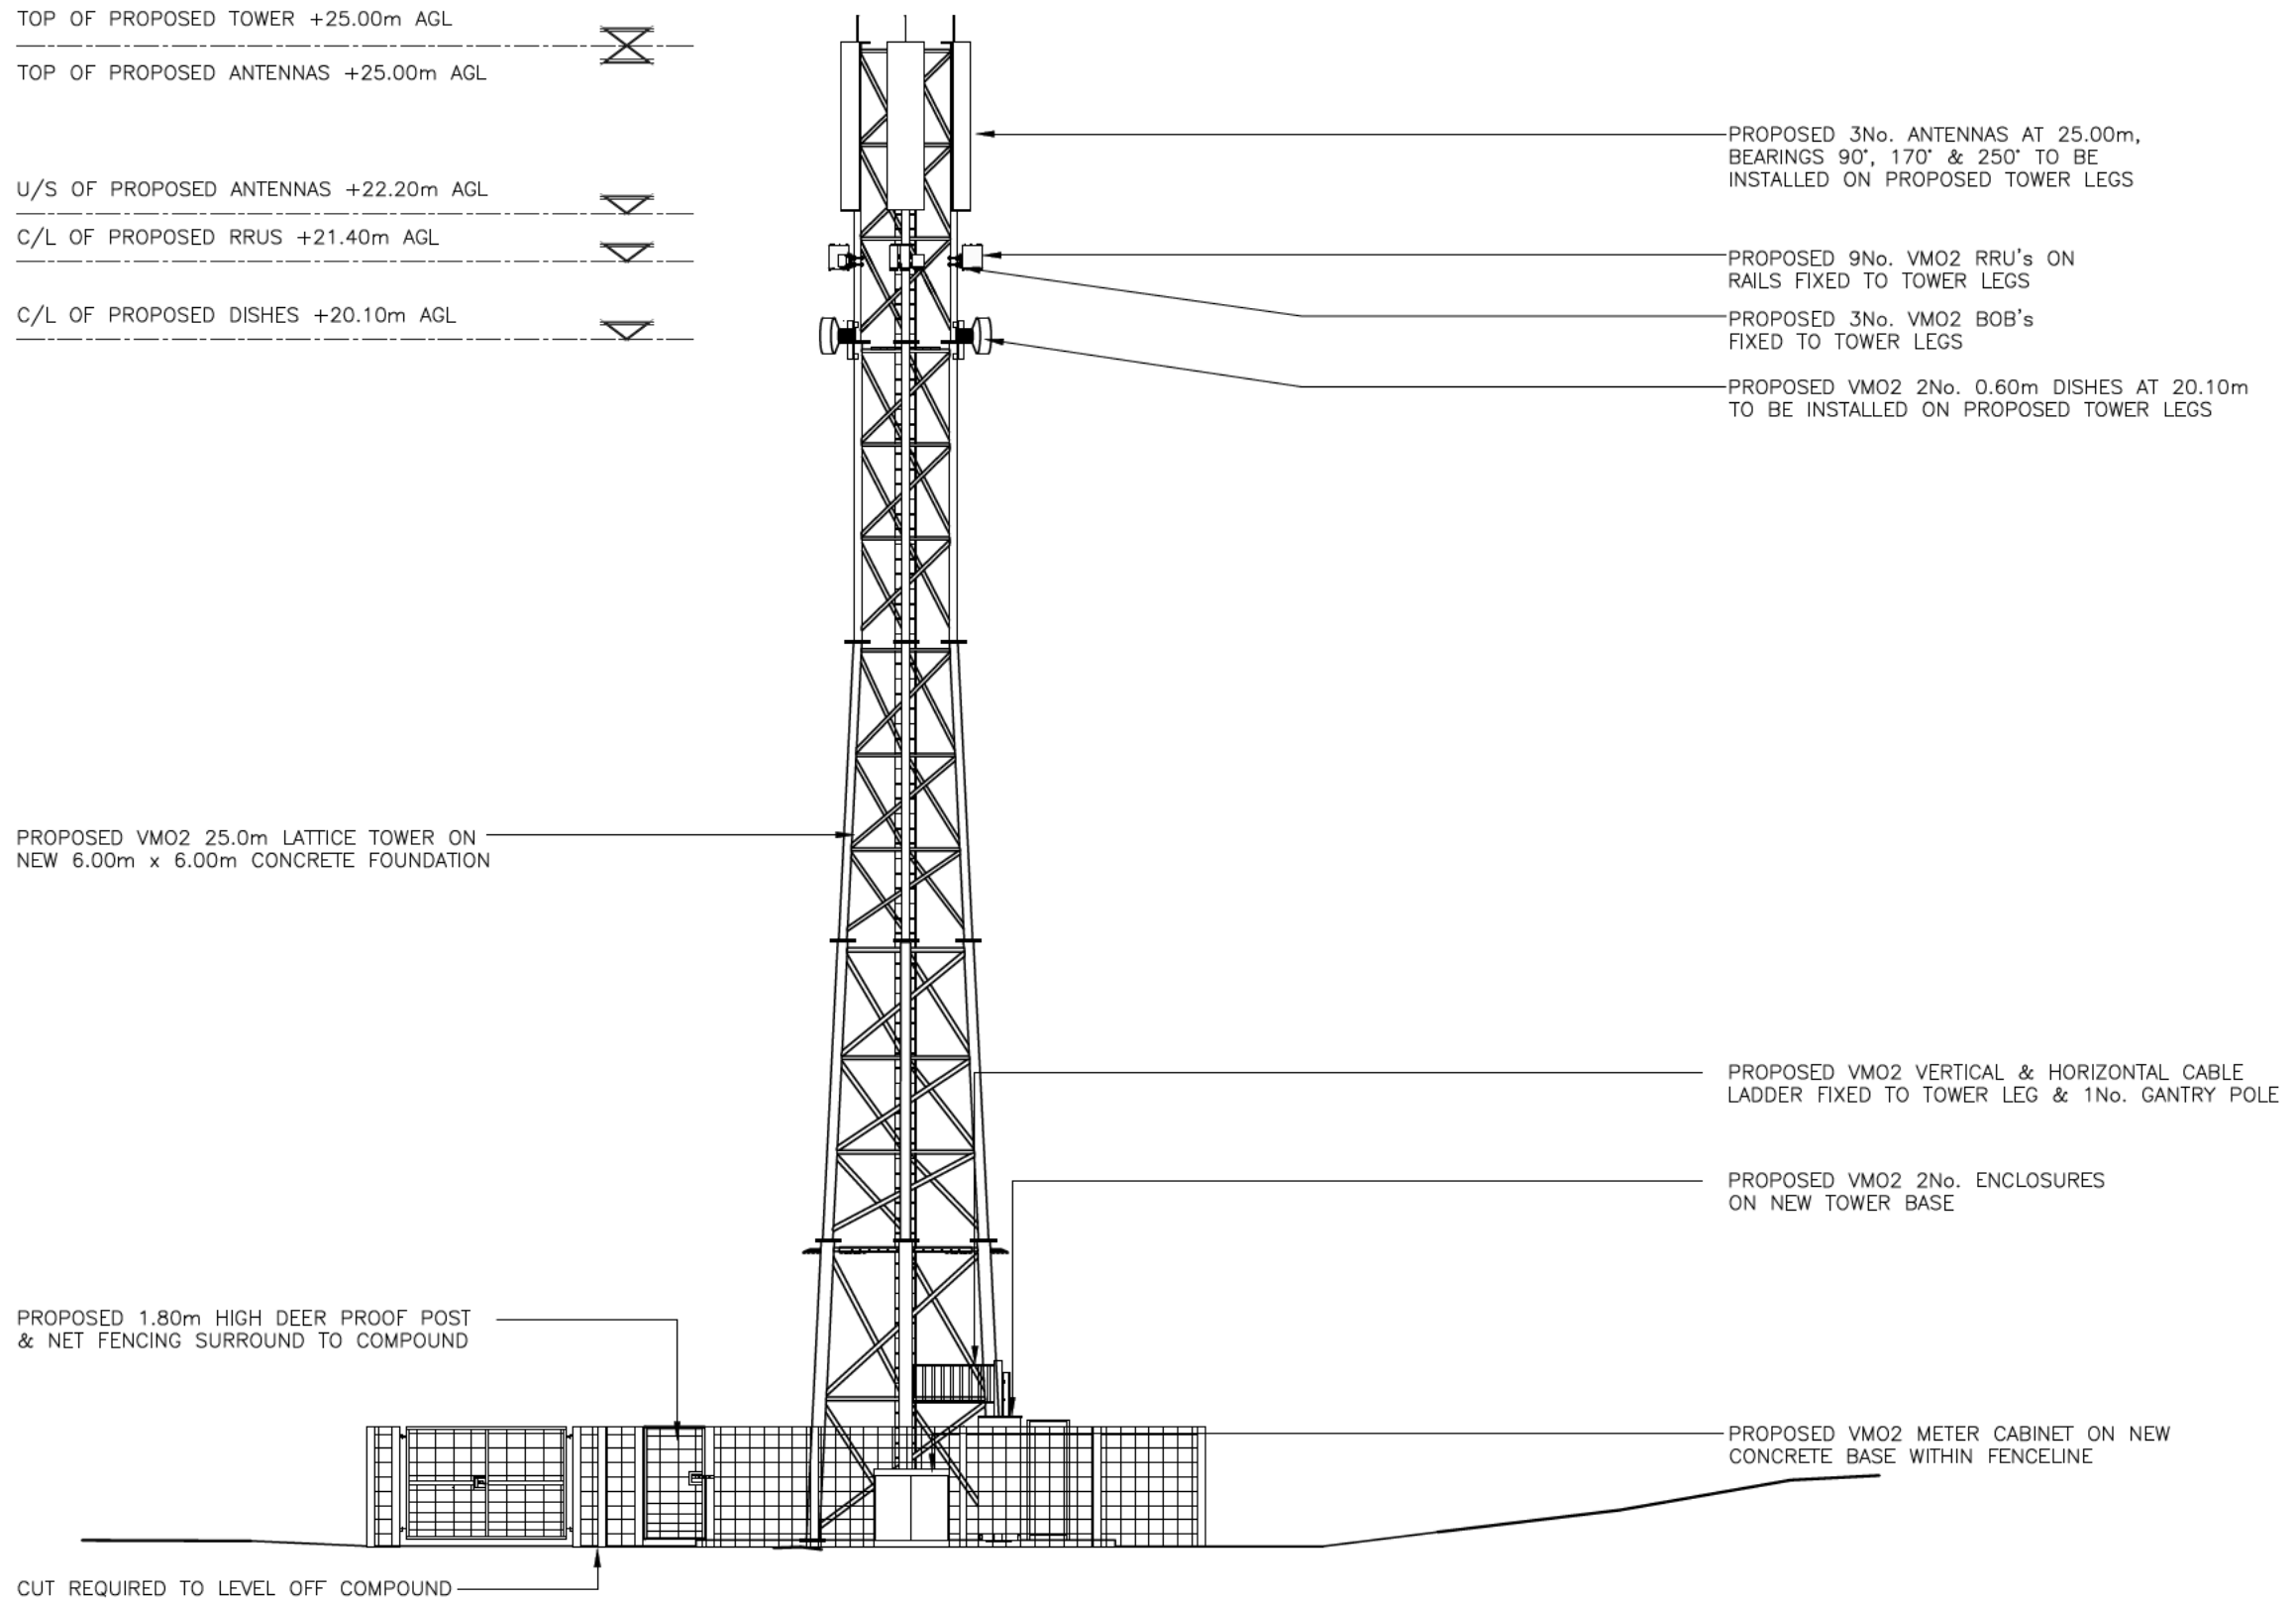 TOP OF PROPOSED TOWER +25.00m AGL
TOP OF PROPOSED ANTENNAS +25.00m AGL
U/S OF PROPOSED ANTENNAS +22.20m AGL
C/L OF PROPOSED RRUS +21.40m AGL
C/L OF PROPOSED DISHES +20.10m AGL
PROPOSED 3No. ANTENNAS AT 25.00m,
BEARINGS 90°, 170° & 250° TO BE
INSTALLED ON PROPOSED TOWER LEGS
PROPOSED 9No. VMO2 RRU's ON
RAILS FIXED TO TOWER LEGS
PROPOSED 3No. VMO2 BOB's
FIXED TO TOWER LEGS
PROPOSED VMO2 2No. 0.60m DISHES AT 20.10m
TO BE INSTALLED ON PROPOSED TOWER LEGS
PROPOSED VMO2 25.0m LATTICE TOWER ON
NEW 6.00m x 6.00m CONCRETE FOUNDATION
PROPOSED VMO2 VERTICAL & HORIZONTAL CABLE
LADDER FIXED TO TOWER LEG & 1No. GANTRY POLE
PROPOSED VMO2 2No. ENCLOSURES
ON NEW TOWER BASE
PROPOSED 1.80m HIGH DEER PROOF POST
& NET FENCING SURROUND TO COMPOUND
PROPOSED VMO2 METER CABINET ON NEW
CONCRETE BASE WITHIN FENCELINE
CUT REQUIRED TO LEVEL OFF COMPOUND